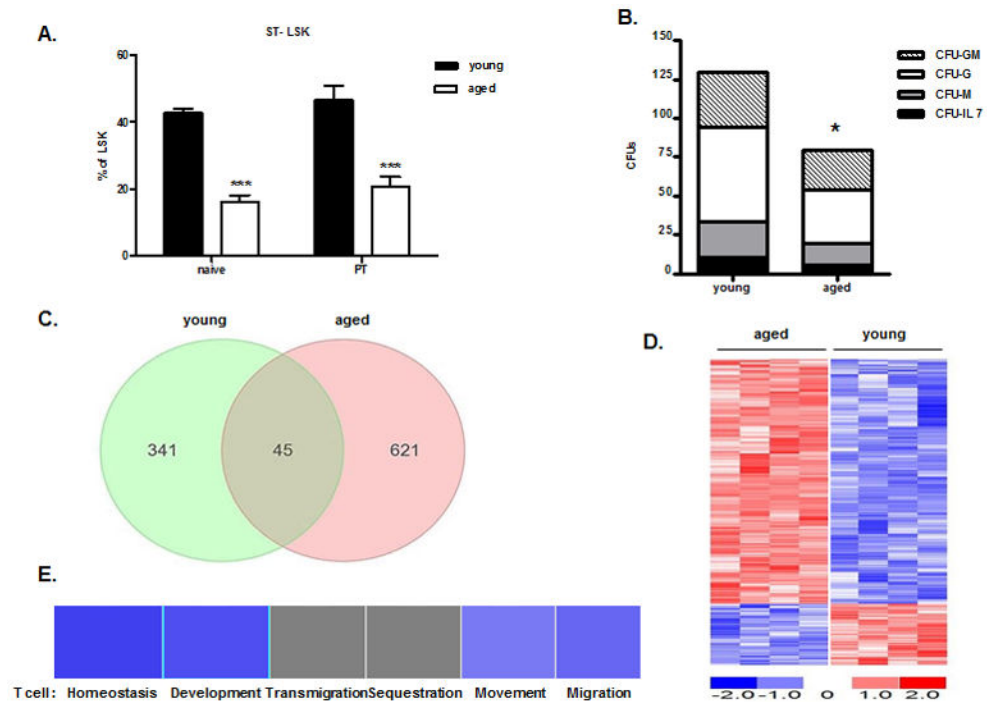 A.
ST- LSK
60
40
20
0
% of LSK
young
aged
***
***
naive
PT
B.
150
125
100
75
50
25
0
CFUs
*
CFU-GM
CFU-G
CFU-M
CFU-IL 7
young
aged
C.
young
aged
341
45
621
D.
aged
young
-2.0 -1.0 0 1.0 2.0
E.
T cell: Homeostasis Development Transmigration Sequestration Movement Migration